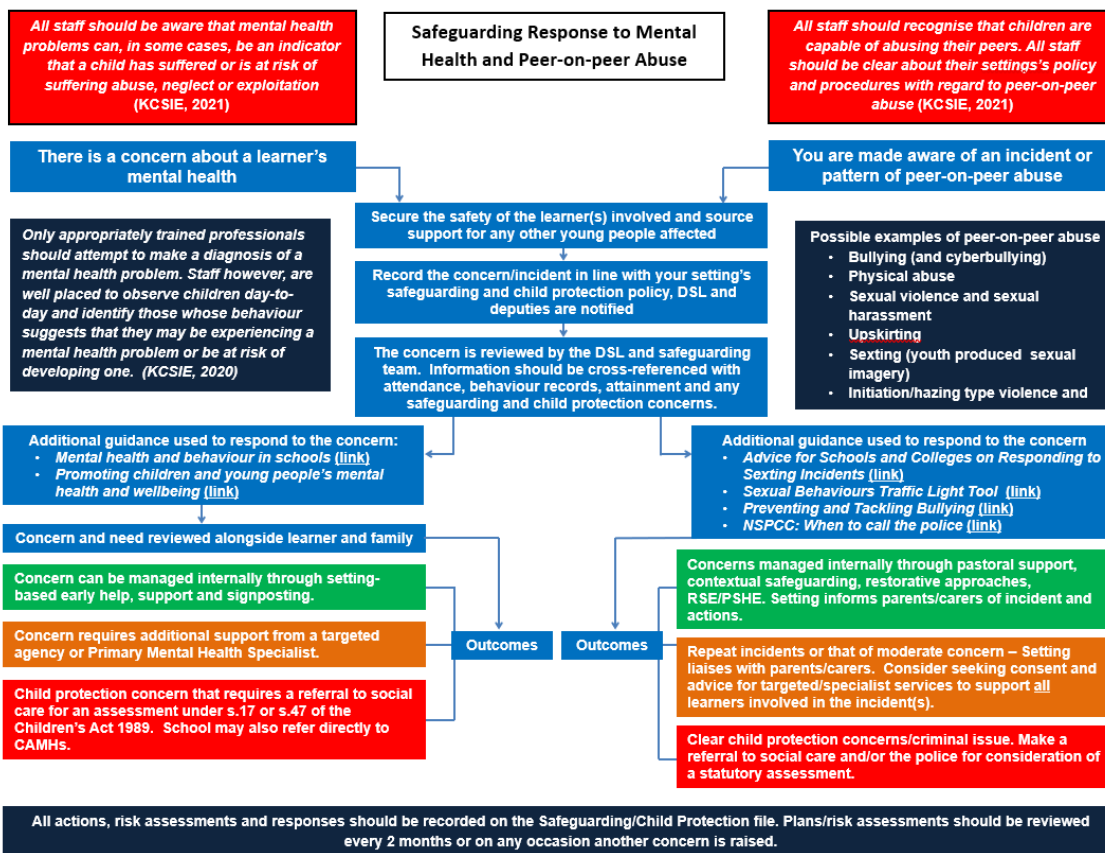 All staff should be aware that mental health
problems can, in some cases, be an indicator
that a child has suffered or is at risk of
suffering abuse, neglect or exploitation
(KCSIE, 2021)
Safeguarding Response to Mental
Health and Peer-on-peer Abuse
All staff should recognise that children are
capable of abusing their peers. All staff
should be clear about their settings's policy
and procedures with regard to peer-on-peer
abuse (KCSIE, 2021)
There is a concern about a learner's
mental health
You are made aware of an incident or
pattern of peer-on-peer abuse
Secure the safety of the learner(s) involved and source
support for any other young people affected
Only appropriately trained professionals
should attempt to make a diagnosis of a
mental health problem. Staff however, are
well placed to observe children day-to-
day and identify those whose behaviour
suggests that they may be experiencing a
mental health problem or be at risk of
developing one. (KCSIE, 2020)
Record the concern/incident in line with your setting's
safeguarding and child protection policy, DSL and
deputies are notified
The concern is reviewed by the DSL and safeguarding
team. Information should be cross-referenced with
attendance, behaviour records, attainment and any
safeguarding and child protection concerns.
Possible examples of peer-on-peer abuse
• Bullying (and cyberbullying)
• Physical abuse
• Sexual violence and sexual
harassment
• Upskirting
• Sexting (youth produced sexual
imagery)
• Initiation/hazing type violence and
Additional guidance used to respond to the concern:
• Mental health and behaviour in schools (link)
• Promoting children and young people's mental
health and wellbeing (link)
Additional guidance used to respond to the concern
• Advice for Schools and Colleges on Responding to
Sexting Incidents (link)
• Sexual Behaviours Traffic Light Tool (link)
• Preventing and Tackling Bullying (link)
• NSPCC: When to call the police (link)
Concern and need reviewed alongside learner and family
Concern can be managed internally through setting-
based early help, support and signposting.
Concern requires additional support from a targeted
agency or Primary Mental Health Specialist.
Child protection concern that requires a referral to social
care for an assessment under s.17 or s.47 of the
Children's Act 1989. School may also refer directly to
CAMHs.
Outcomes
Outcomes
Concerns managed internally through pastoral support,
contextual safeguarding, restorative approaches,
RSE/PSHE. Setting informs parents/carers of incident and
actions.
Repeat incidents or that of moderate concern – Setting
liaises with parents/carers. Consider seeking consent and
advice for targeted/specialist services to support all
learners involved in the incident(s).
Clear child protection concerns/criminal issue. Make a
referral to social care and/or the police for consideration of
a statutory assessment.
All actions, risk assessments and responses should be recorded on the Safeguarding/Child Protection file. Plans/risk assessments should be reviewed
every 2 months or on any occasion another concern is raised.